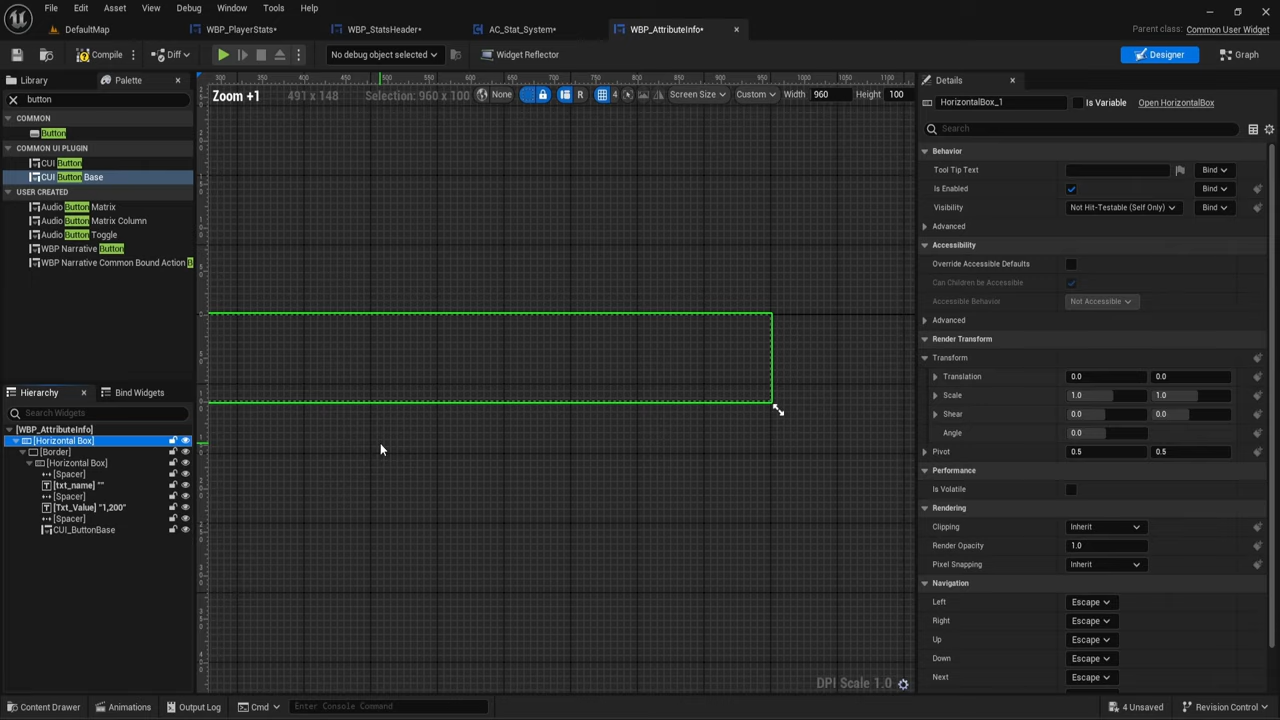 File Edit Asset View Debug Window Tools Help
DefaultMap WBP_PlayerStats• WBP_StatsHeader• AC_Stat_System• WBP_AttributeInfo• Parent class: Common User Widget
Compile Diff No debug object selected Widget Reflector Designer Graph
Library Palette Details
button
Zoom +1 491 x 148 Selection: 960 x 100 None R 4 Screen Size Custom Width 960 Height 100
HorizontalBox_1 Is Variable Open HorizontalBox
COMMON
Button
COMMON UI PLUGIN
CUI Button
CUI Button Base
USER CREATED
Audio Button Matrix
Audio Button Matrix Column
Audio Button Toggle
WBP Narrative Button
WBP Narrative Common Bound Action B
Search
Behavior
Tool Tip Text Bind
Is Enabled Bind
Visibility Not Hit-Testable (Self Only) Bind
Advanced
Accessibility
Override Accessible Defaults
Can Children be Accessible
Accessible Behavior Not Accessible
Advanced
Render Transform
Transform
Translation 0.0 0.0
Scale 1.0 1.0
Shear 0.0 0.0
Angle 0.0
Pivot 0.5 0.5
Performance
Is Volatile
Rendering
Clipping Inherit
Render Opacity 1.0
Pixel Snapping Inherit
Navigation
Left Escape
Right Escape
Up Escape
Down Escape
Next Escape
Hierarchy Bind Widgets
Search Widgets
[WBP_AttributeInfo]
[Horizontal Box]
[Border]
[Horizontal Box]
[Spacer]
[txt_name] ""
[Spacer]
[Txt_Value] "1,200"
[Spacer]
CUI_ButtonBase
DPI Scale 1.0
Content Drawer Animations Output Log Cmd Enter Console Command 4 Unsaved Revision Control